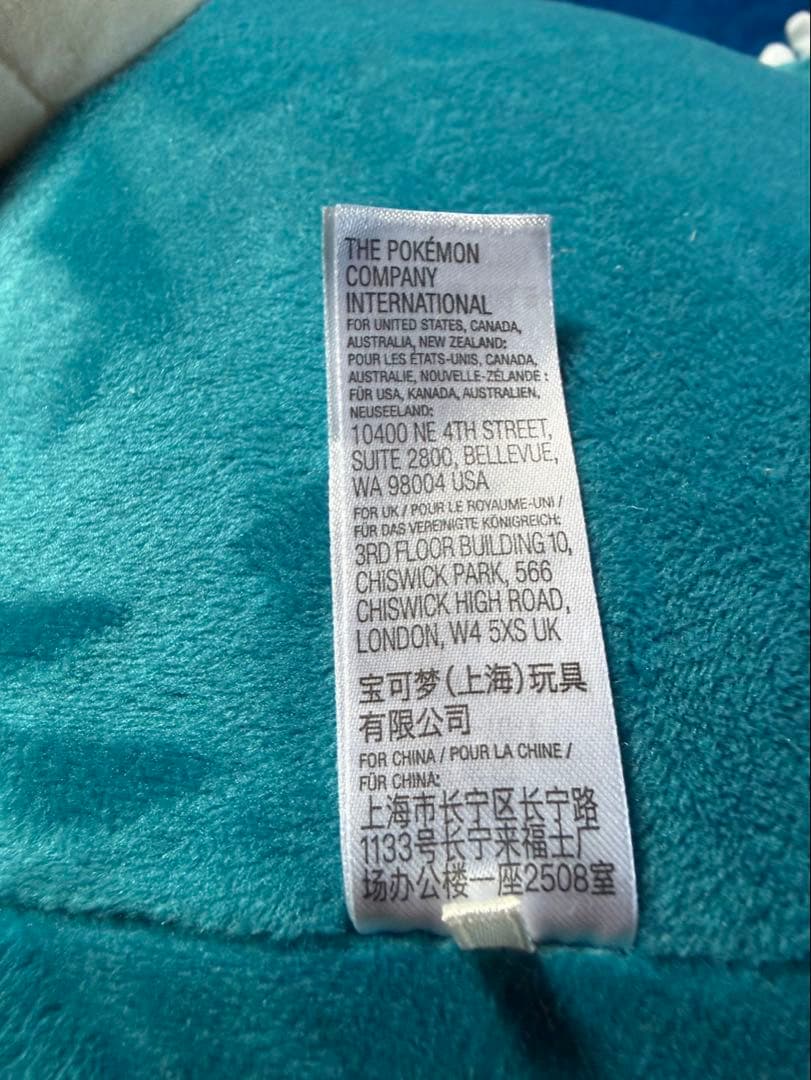 THE POKÉMON
COMPANY
INTERNATIONAL
FOR UNITED STATES, CANADA,
AUSTRALIA, NEW ZEALAND:
POUR LES ÉTATS-UNIS, CANADA,
AUSTRALIE, NOUVELLE-ZÉLANDE :
FÜR USA, KANADA, AUSTRALIEN,
NEUSEELAND:
10400 NE 4TH STREET,
SUITE 2800, BELLEVUE,
WA 98004 USA
FOR UK / POUR LE ROYAUME-UNI /
FÜR DAS VEREINIGTE KÖNIGREICH:
3RD FLOOR BUILDING 10,
CHISWICK PARK, 566
CHISWICK HIGH ROAD,
LONDON, W4 5XS UK
宝可梦(上海)玩具
有限公司
FOR CHINA / POUR LA CHINE /
FÜR CHINA:
上海市长宁区长宁路
1133号长宁来福士广
场办公楼一座2508室